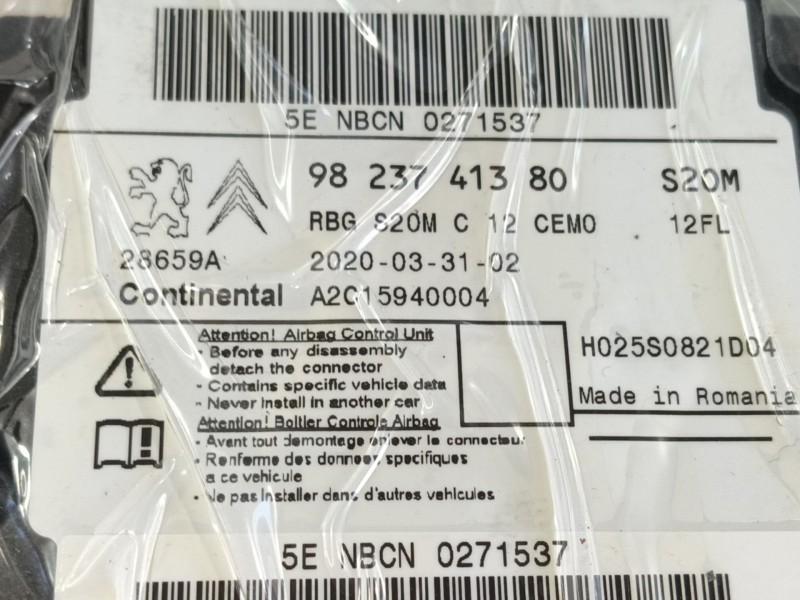 5E NBCN 0271537
98 237 413 80 S20M
RBG S20M C 12 CEMO 12FL
28659A 2020-03-31-02
Continental A2C15940004
Attention! Airbag Control Unit
- Before any disassembly
detach the connector
- Contains specific vehicle data
- Never install in another car
Attention! Boitier Controle Airbag
- Avant tout demontage enlever le connecteur
- Renferme des donnees specifiques
a ce vehicule
- Ne pas installer dans d'autres vehicules
H025S0821D04
Made in Romania
5E NBCN 0271537